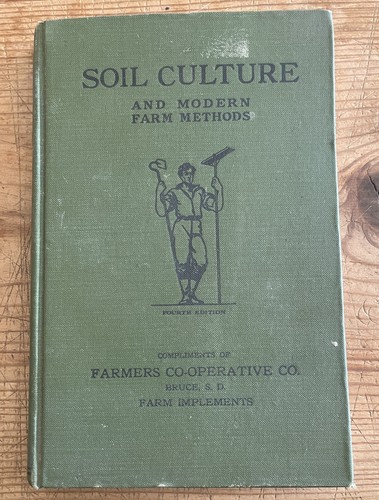 SOIL CULTURE
AND MODERN
FARM METHODS
FOURTH EDITION
COMPLIMENTS OF
FARMERS CO-OPERATIVE CO.
BRUCE, S. D.
FARM IMPLEMENTS